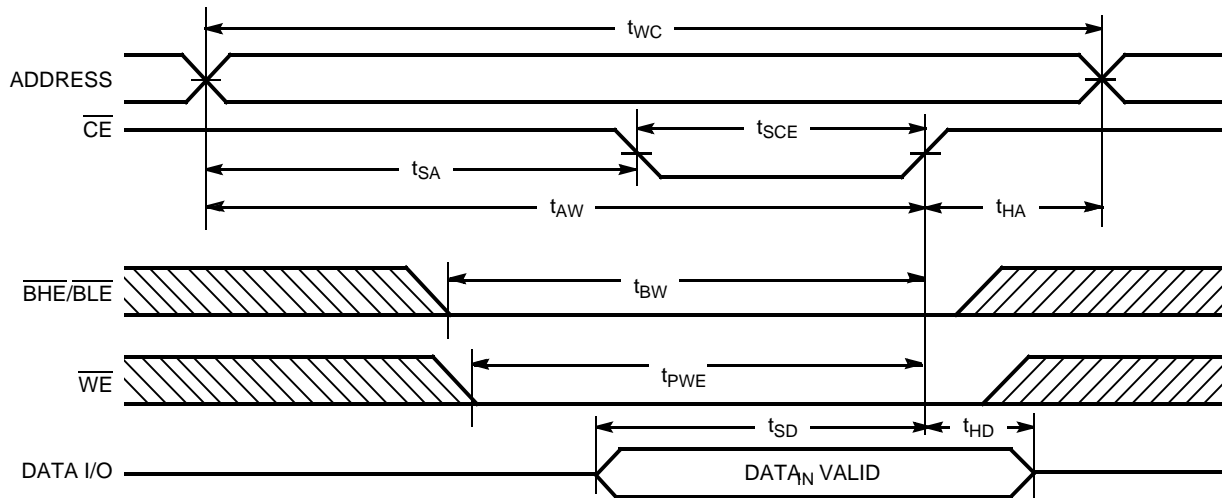 tWC
ADDRESS
CE
tSCE
tSA
tAW
tHA
BHE/BLE
tBW
WE
tPWE
tSD
tHD
DATA I/O
DATAIN VALID